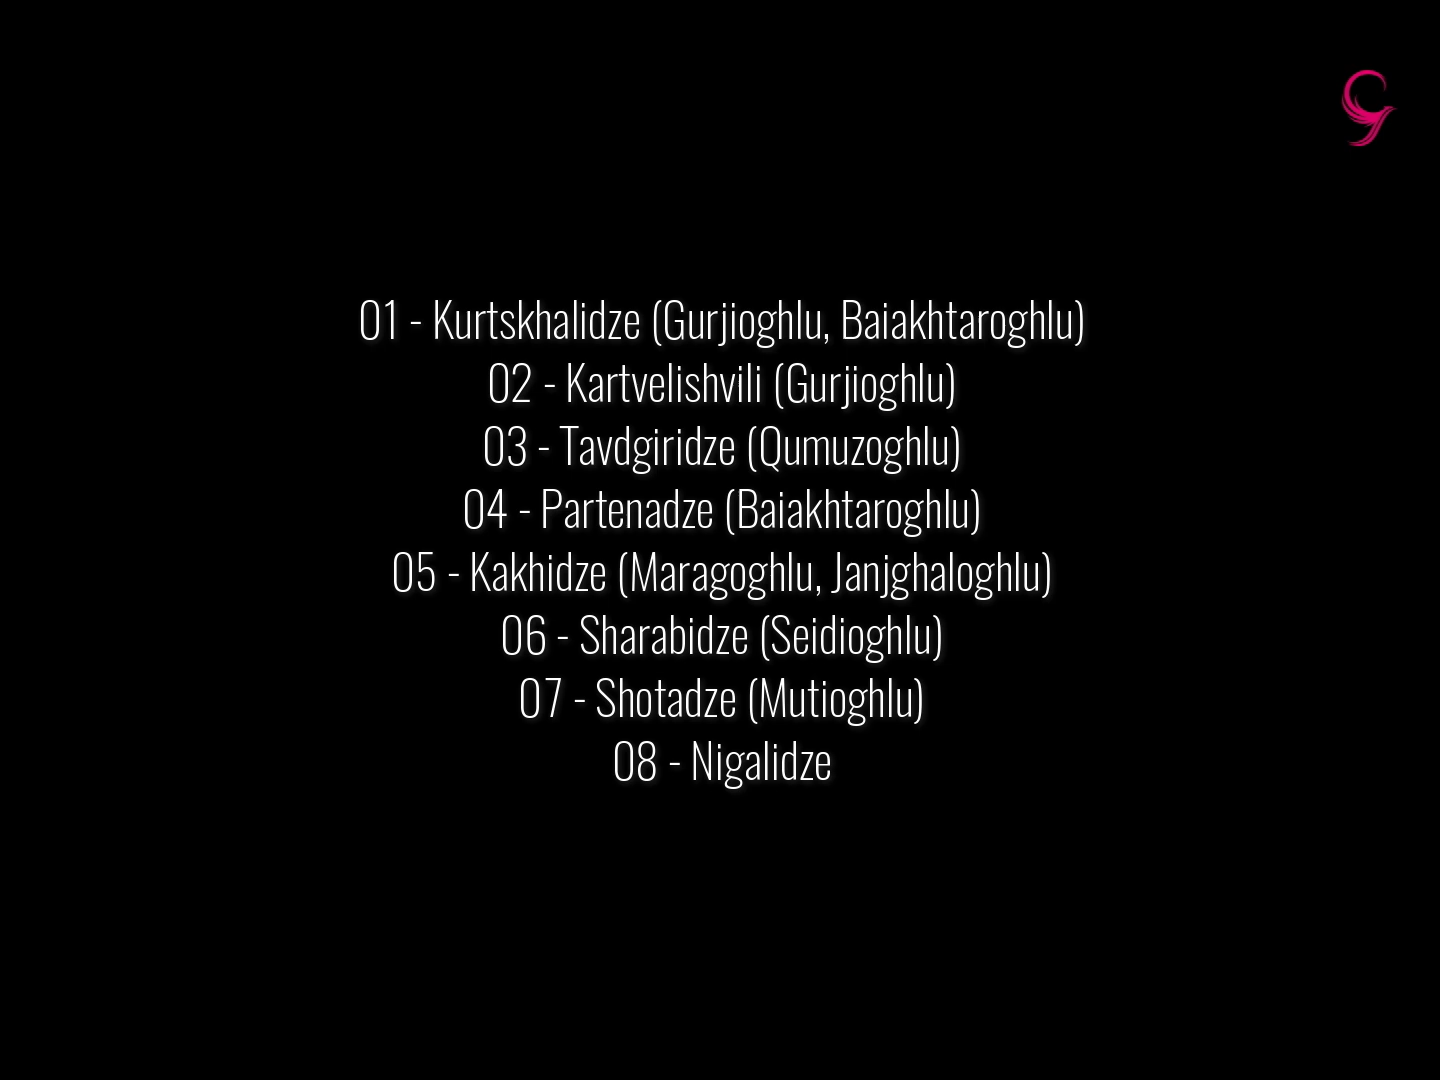 01 - Kurtskhalidze (Gurjioghlu, Baiakhtaroghlu)
02 - Kartvelishvili (Gurjioghlu)
03 - Tavdgiridze (Qumuzoghlu)
04 - Partenadze (Baiakhtaroghlu)
05 - Kakhidze (Maragoghlu, Janjghaloghlu)
06 - Sharabidze (Seidioghlu)
07 - Shotadze (Mutioghlu)
08 - Nigalidze